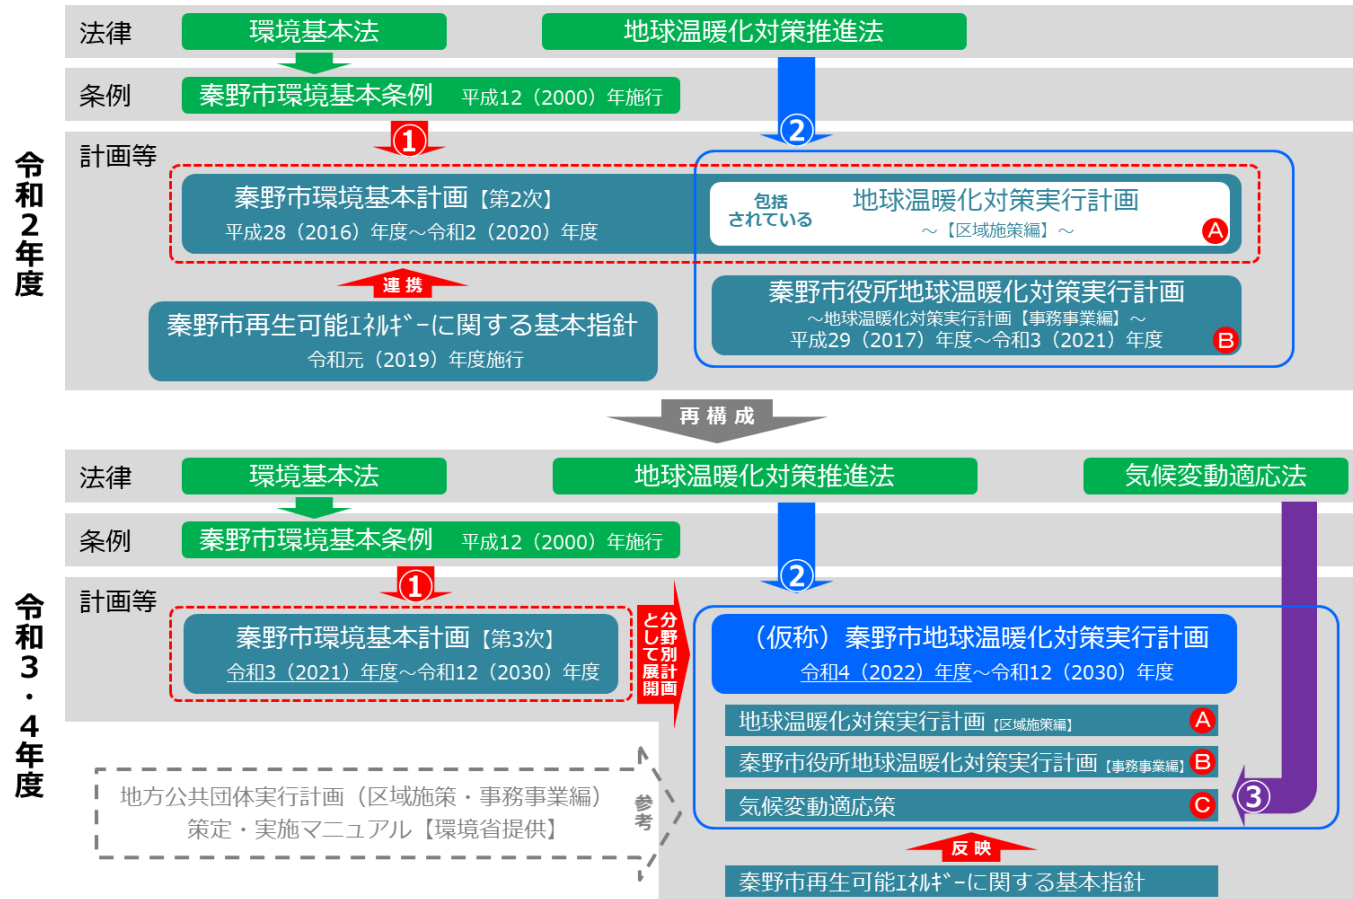 令和２年度
法律
環境基本法
地球温暖化対策推進法
条例
秦野市環境基本条例 平成12（2000）年施行
①
②
計画等
秦野市環境基本計画【第2次】
平成28（2016）年度～令和2（2020）年度
包括
されている
地球温暖化対策実行計画
～【区域施策編】～
A
連携
秦野市再生可能ｴﾈﾙｷﾞｰに関する基本指針
令和元（2019）年度施行
秦野市役所地球温暖化対策実行計画
～地球温暖化対策実行計画【事務事業編】～
平成29（2017）年度～令和3（2021）年度
B
再構成
令和３・４年度
法律
環境基本法
地球温暖化対策推進法
気候変動適応法
条例
秦野市環境基本条例 平成12（2000）年施行
①
②
計画等
秦野市環境基本計画【第3次】
令和3（2021）年度～令和12（2030）年度
分野別計画
として展開
（仮称）秦野市地球温暖化対策実行計画
令和4（2022）年度～令和12（2030）年度
地球温暖化対策実行計画【区域施策編】
A
秦野市役所地球温暖化対策実行計画【事務事業編】
B
気候変動適応策
C
③
地方公共団体実行計画（区域施策・事務事業編）
策定・実施マニュアル【環境省提供】
参考
反映
秦野市再生可能ｴﾈﾙｷﾞｰに関する基本指針